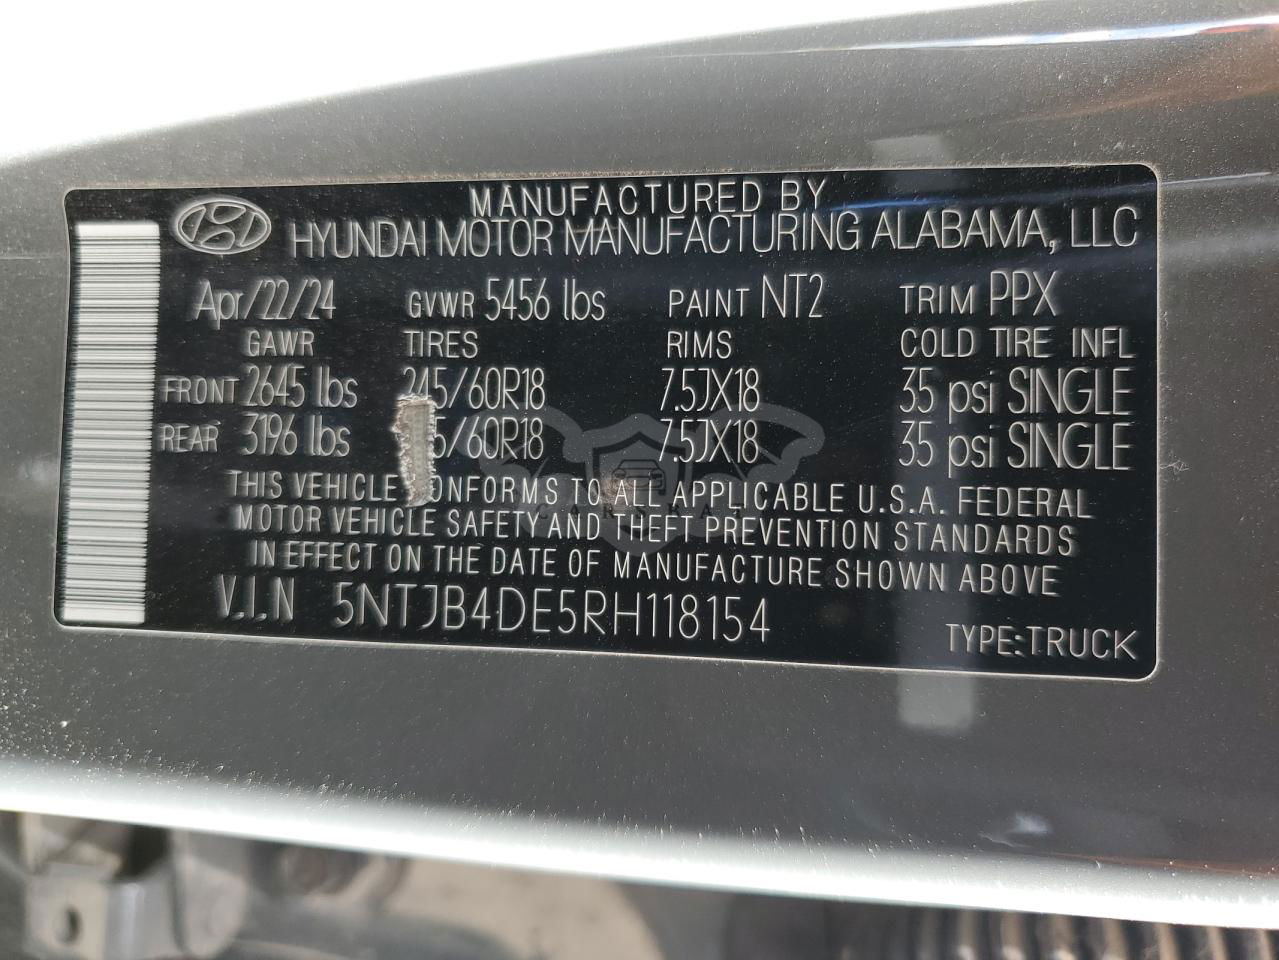 MANUFACTURED BY
HYUNDAI MOTOR MANUFACTURING ALABAMA, LLC
Apr/22/24 GVWR 5456 lbs PAINT NT2 TRIM PPX
GAWR TIRES RIMS COLD TIRE INFL
FRONT 2645 lbs 245/60R18 7.5JX18 35 psi SINGLE
REAR 3196 lbs 5/60R18 7.5JX18 35 psi SINGLE
THIS VEHICLE ONFORMS TO ALL APPLICABLE U.S.A. FEDERAL
MOTOR VEHICLE SAFETY AND THEFT PREVENTION STANDARDS
IN EFFECT ON THE DATE OF MANUFACTURE SHOWN ABOVE.
V.I.N 5NTJB4DE5RH118154
TYPE:TRUCK